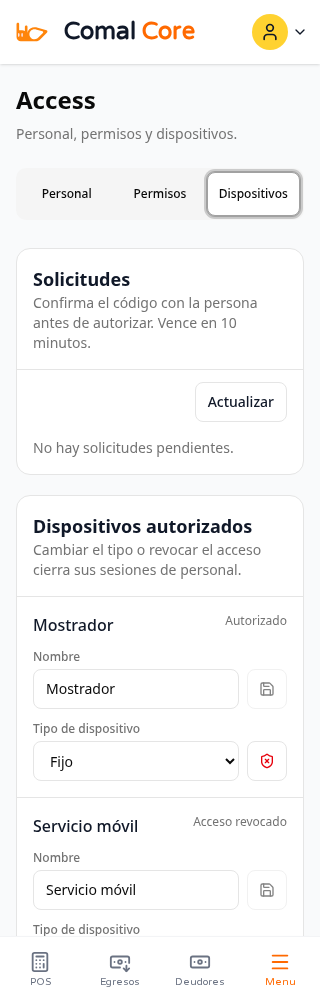 Comal Core
Access
Personal, permisos y dispositivos.
Personal
Permisos
Dispositivos
Solicitudes
Confirma el código con la persona
antes de autorizar. Vence en 10
minutos.
Actualizar
No hay solicitudes pendientes.
Dispositivos autorizados
Cambiar el tipo o revocar el acceso
cierra sus sesiones de personal.
Mostrador
Autorizado
Nombre
Mostrador
Tipo de dispositivo
Fijo
Servicio móvil
Acceso revocado
Nombre
Servicio móvil
Tipo de dispositivo
POS
Egresos
Deudores
Menu